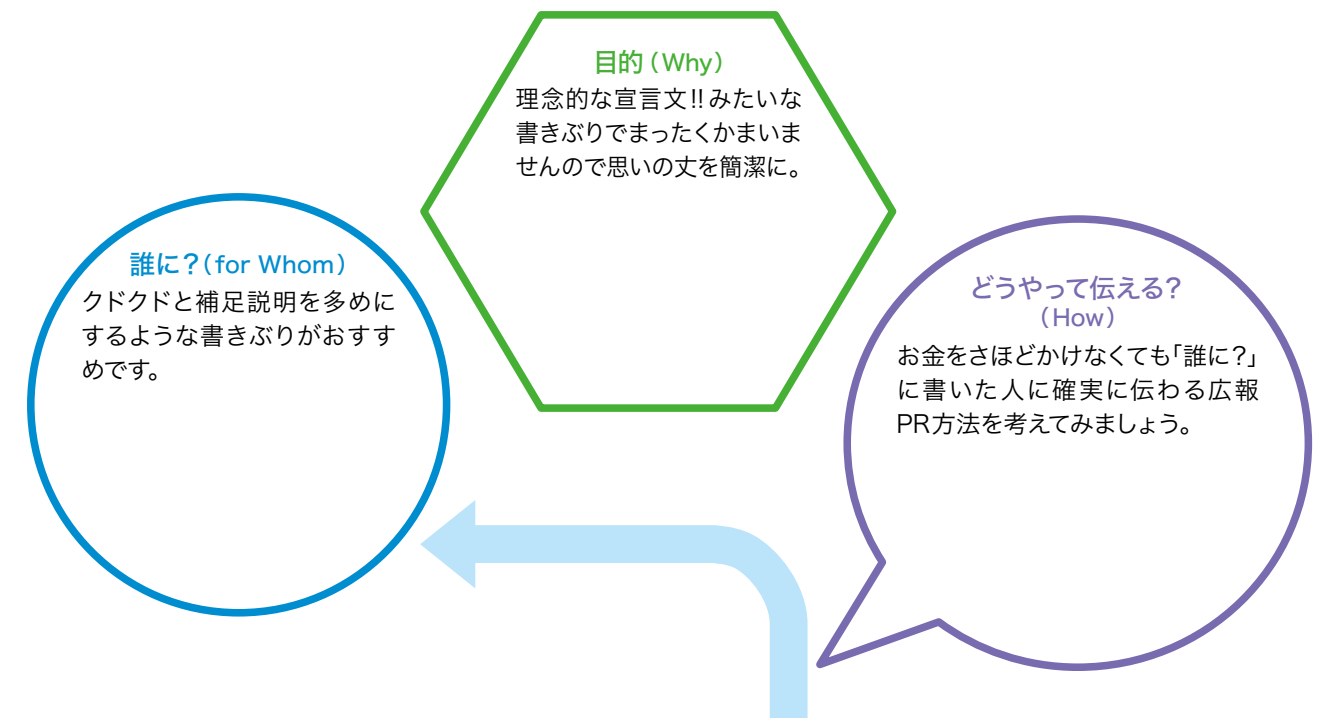 目的（Why）
理念的な宣言文!!みたいな
書きぶりでまったくかまいま
せんので思いの丈を簡潔に。
誰に？（for Whom）
クドクドと補足説明を多めに
するような書きぶりがおすす
めです。
どうやって伝える？
（How）
お金をさほどかけなくても「誰に？」
に書いた人に確実に伝わる広報
PR方法を考えてみましょう。